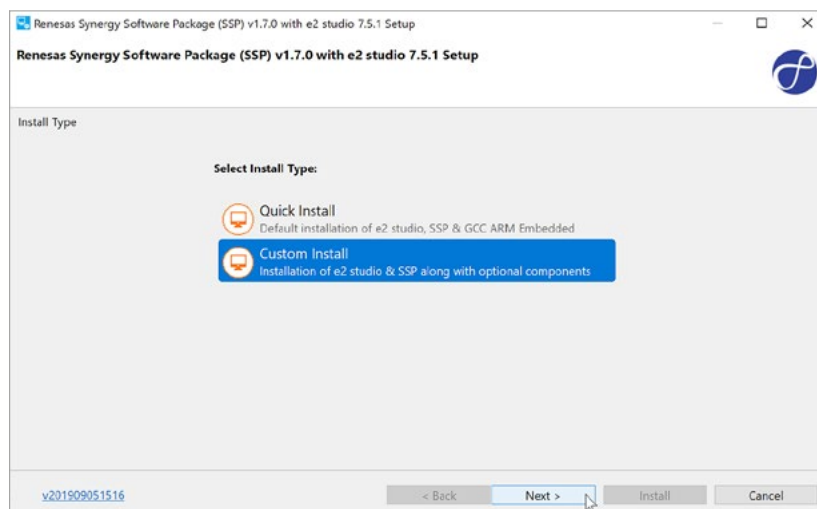 Renesas Synergy Software Package (SSP) v1.7.0 with e2 studio 7.5.1 Setup
Renesas Synergy Software Package (SSP) v1.7.0 with e2 studio 7.5.1 Setup
Install Type
Select Install Type:
Quick Install
Default installation of e2 studio, SSP & GCC ARM Embedded
Custom Install
Installation of e2 studio & SSP along with optional components
v201909051516
< Back
Next >
Install
Cancel